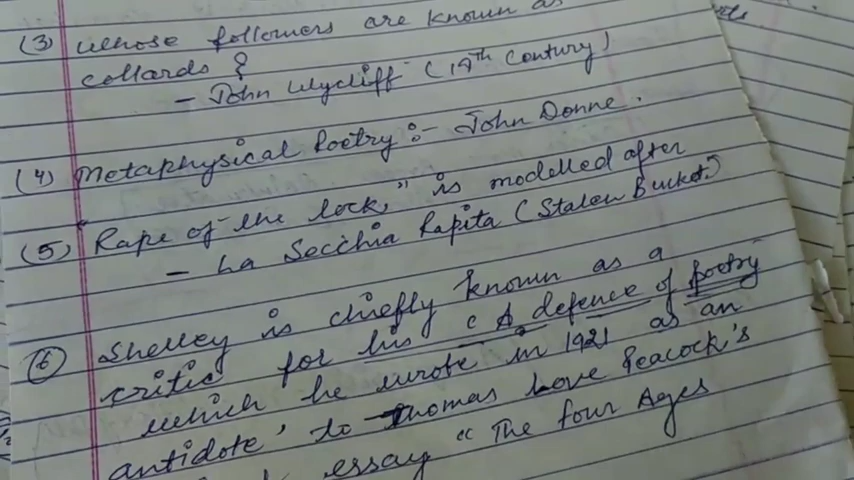 (3) whose followers are known as
collards ?
- John Wycliff (14th Century)
(4) Metaphysical Poetry :- John Donne.
(5) "Rape of the lock," is modelled after
- La Secchia Rapita (Stalen Bucket.)
(6) Shelley is chiefly known as a
critic for his 'A defence of poetry
which he wrote in 1921 as an
antidote' to Thomas Love Peacock's
essay "The four Ages